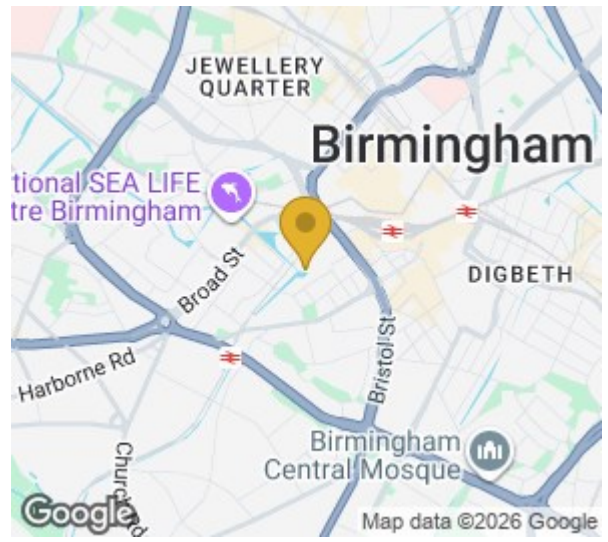 JEWELLERY
QUARTER
Birmingham
tional SEA LIFE
tre Birmingham
Broad St
DIGBETH
Harborne Rd
Bristol St
Church Rd
Birmingham
Central Mosque
Google
Map data ©2026 Google